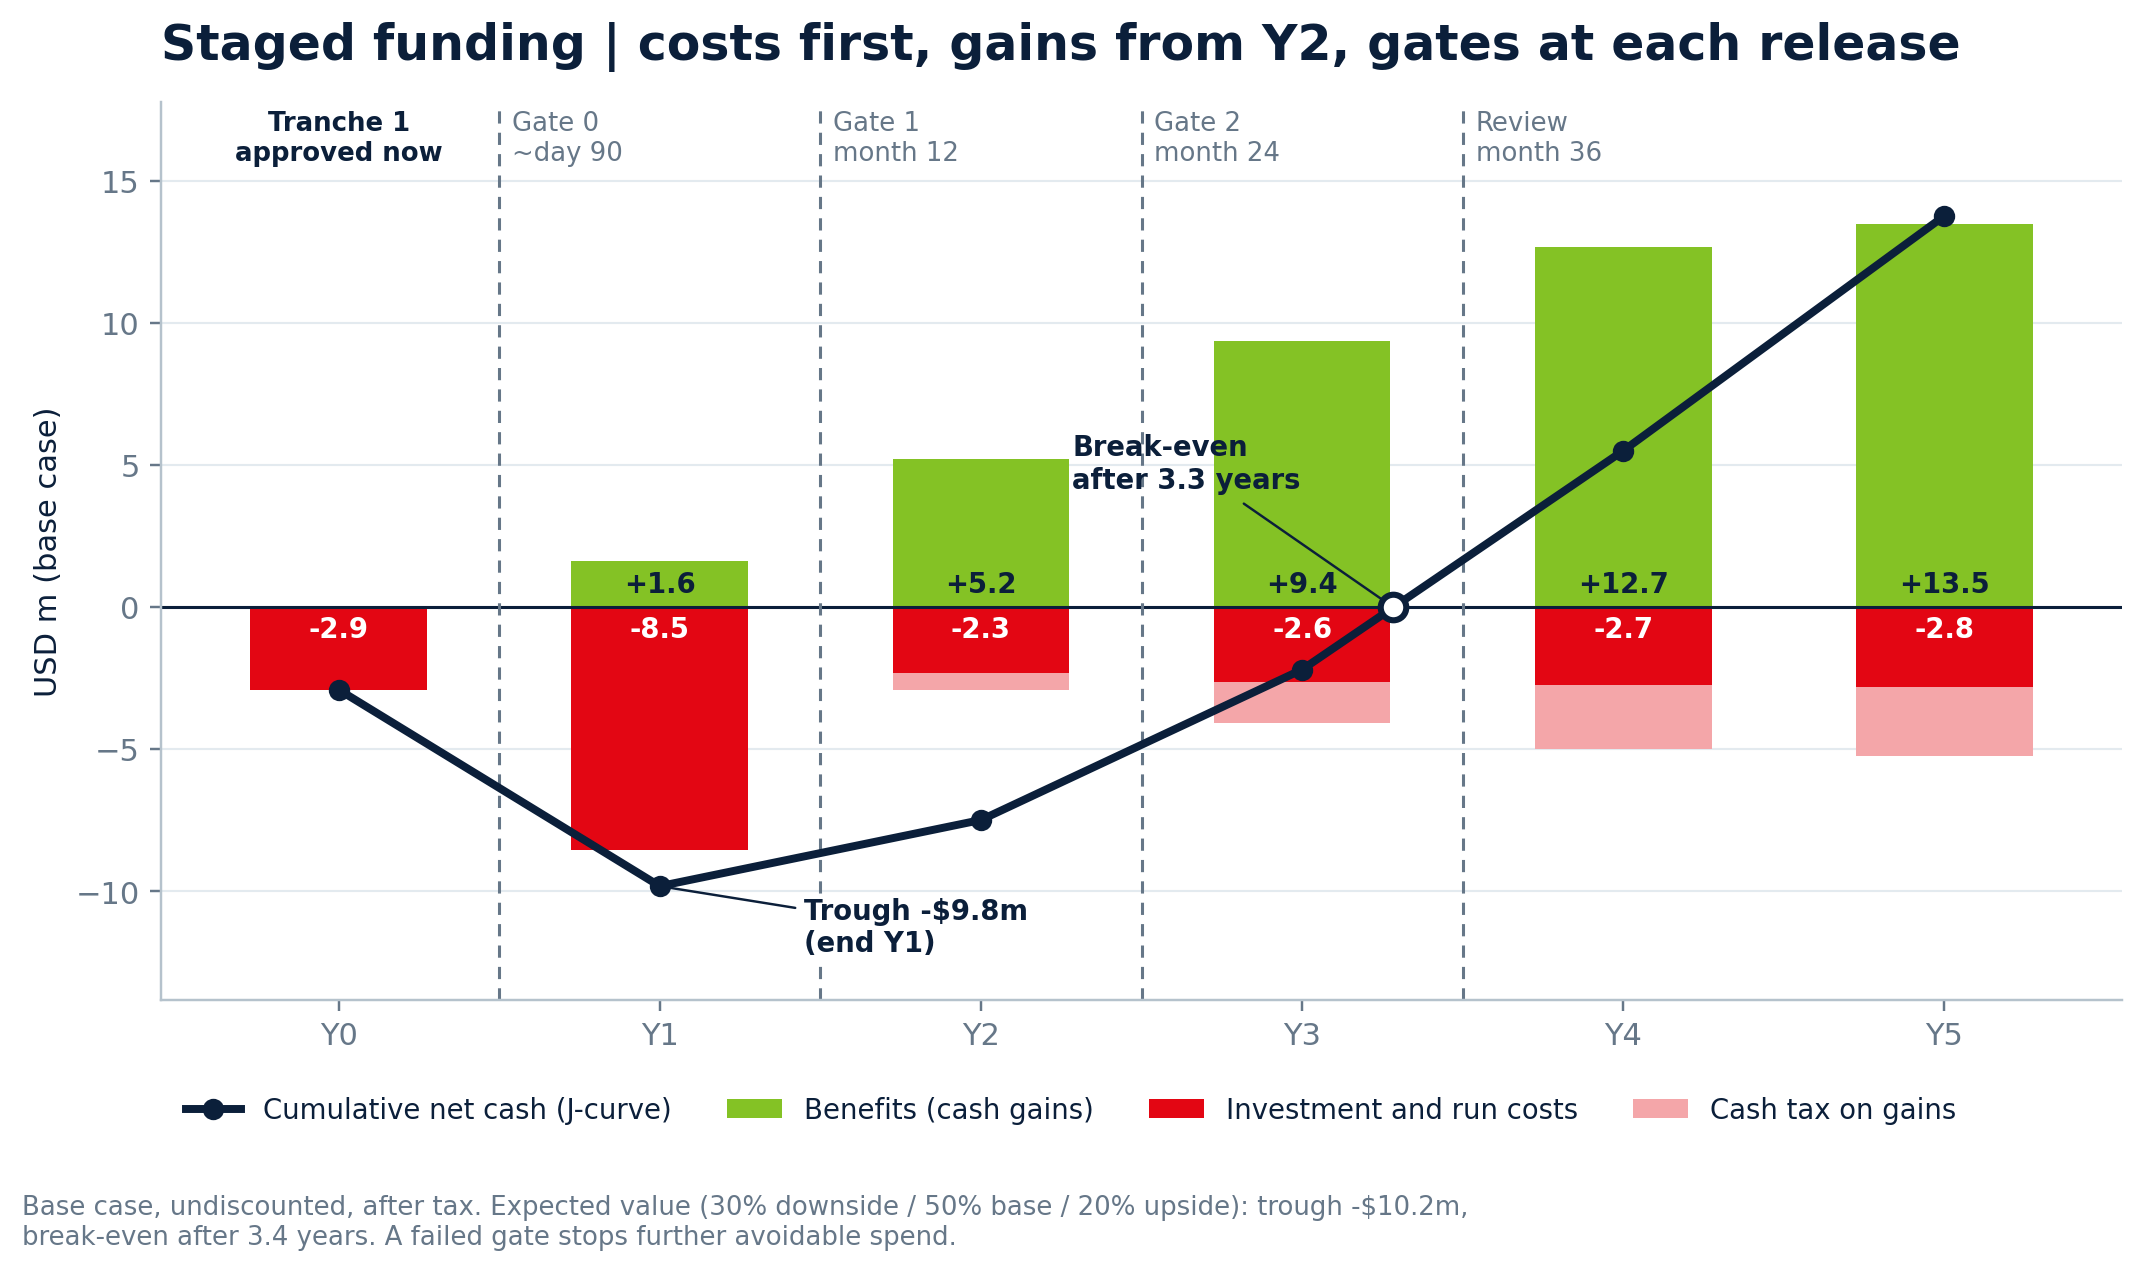 Staged funding | costs first, gains from Y2, gates at each release
Tranche 1
approved now
Gate 0
~day 90
Gate 1
month 12
Gate 2
month 24
Review
month 36
USD m (base case)
15
10
5
0
−5
−10
Break-even
after 3.3 years
+1.6
+5.2
+9.4
+12.7
+13.5
-2.9
-8.5
-2.3
-2.6
-2.7
-2.8
Trough -$9.8m
(end Y1)
Y0
Y1
Y2
Y3
Y4
Y5
Cumulative net cash (J-curve)
Benefits (cash gains)
Investment and run costs
Cash tax on gains
Base case, undiscounted, after tax. Expected value (30% downside / 50% base / 20% upside): trough -$10.2m,
break-even after 3.4 years. A failed gate stops further avoidable spend.